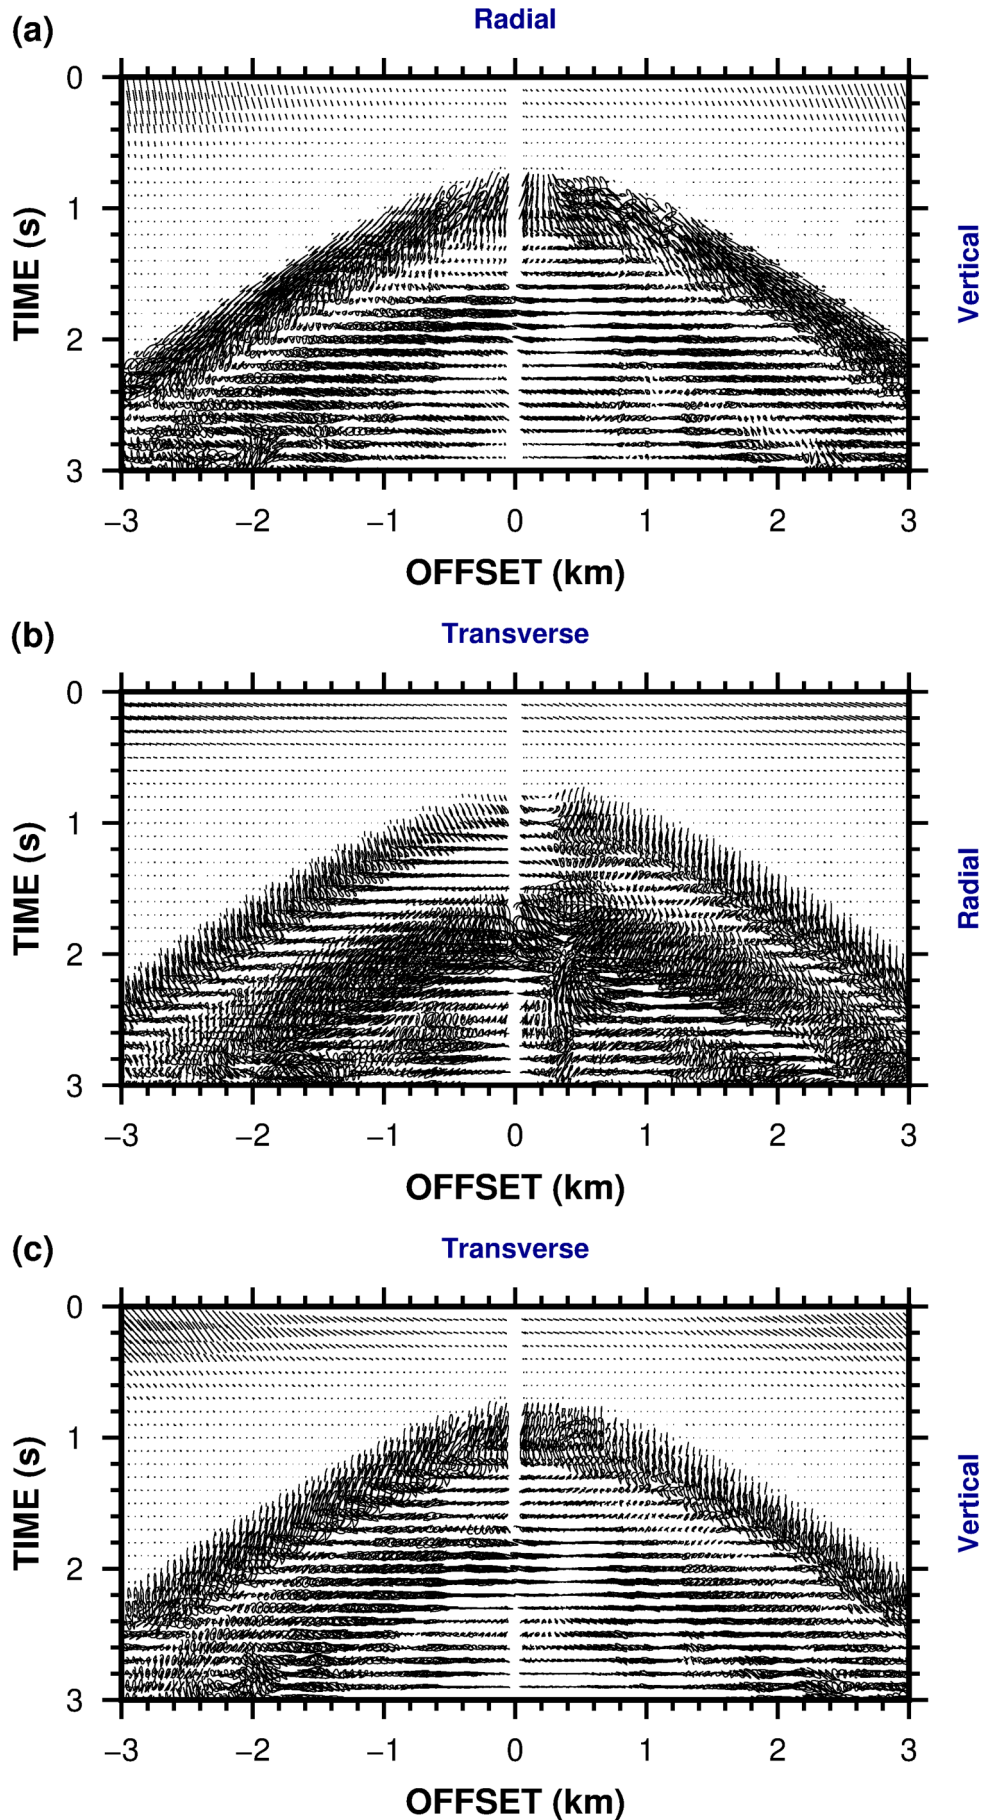 (a)
Radial
0
1
2
3
TIME (s)
Vertical
−3 −2 −1 0 1 2 3
OFFSET (km)
(b)
Transverse
0
1
2
3
TIME (s)
Radial
−3 −2 −1 0 1 2 3
OFFSET (km)
(c)
Transverse
0
1
2
3
TIME (s)
Vertical
−3 −2 −1 0 1 2 3
OFFSET (km)